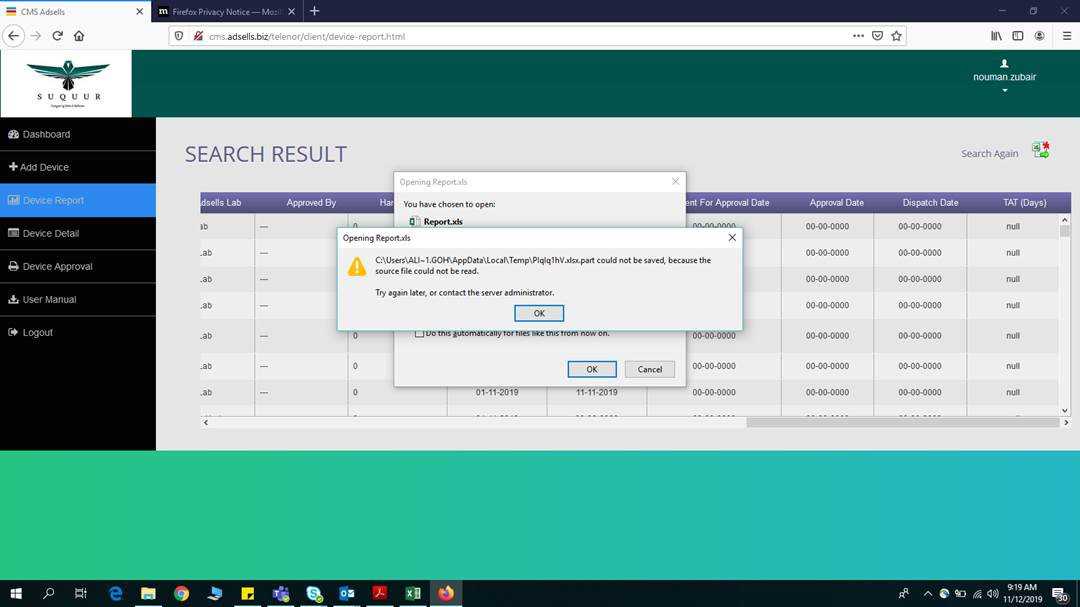 CMS Adsells
Firefox Privacy Notice — Mozil
cms.adsells.biz/telenor/client/device-report.html
SUQUUR
nouman.zubair
Dashboard
Add Device
Device Report
Device Detail
Device Approval
User Manual
Logout
SEARCH RESULT
Search Again
dsells Lab Approved By Har ent For Approval Date Approval Date Dispatch Date TAT (Days)
ab --- 0 00-00-0000 00-00-0000 00-00-0000 null
Lab --- 00-00-0000 00-00-0000 null
Lab --- 00-00-0000 00-00-0000 null
Lab --- 00-00-0000 00-00-0000 null
Lab --- 0 00-00-0000 00-00-0000 00-00-0000 null
Lab --- 0 00-00-0000 00-00-0000 00-00-0000 null
Lab --- 0 01-11-2019 11-11-2019 00-00-0000 00-00-0000 00-00-0000 null
Opening Report.xls
You have chosen to open:
Report.xls
Opening Report.xls
C:\Users\ALI~1.GOH\AppData\Local\Temp\PlqIq1hV.xlsx.part could not be saved, because the
source file could not be read.
Try again later, or contact the server administrator.
OK
Do this automatically for files like this from now on.
OK Cancel
9:19 AM
11/12/2019
30